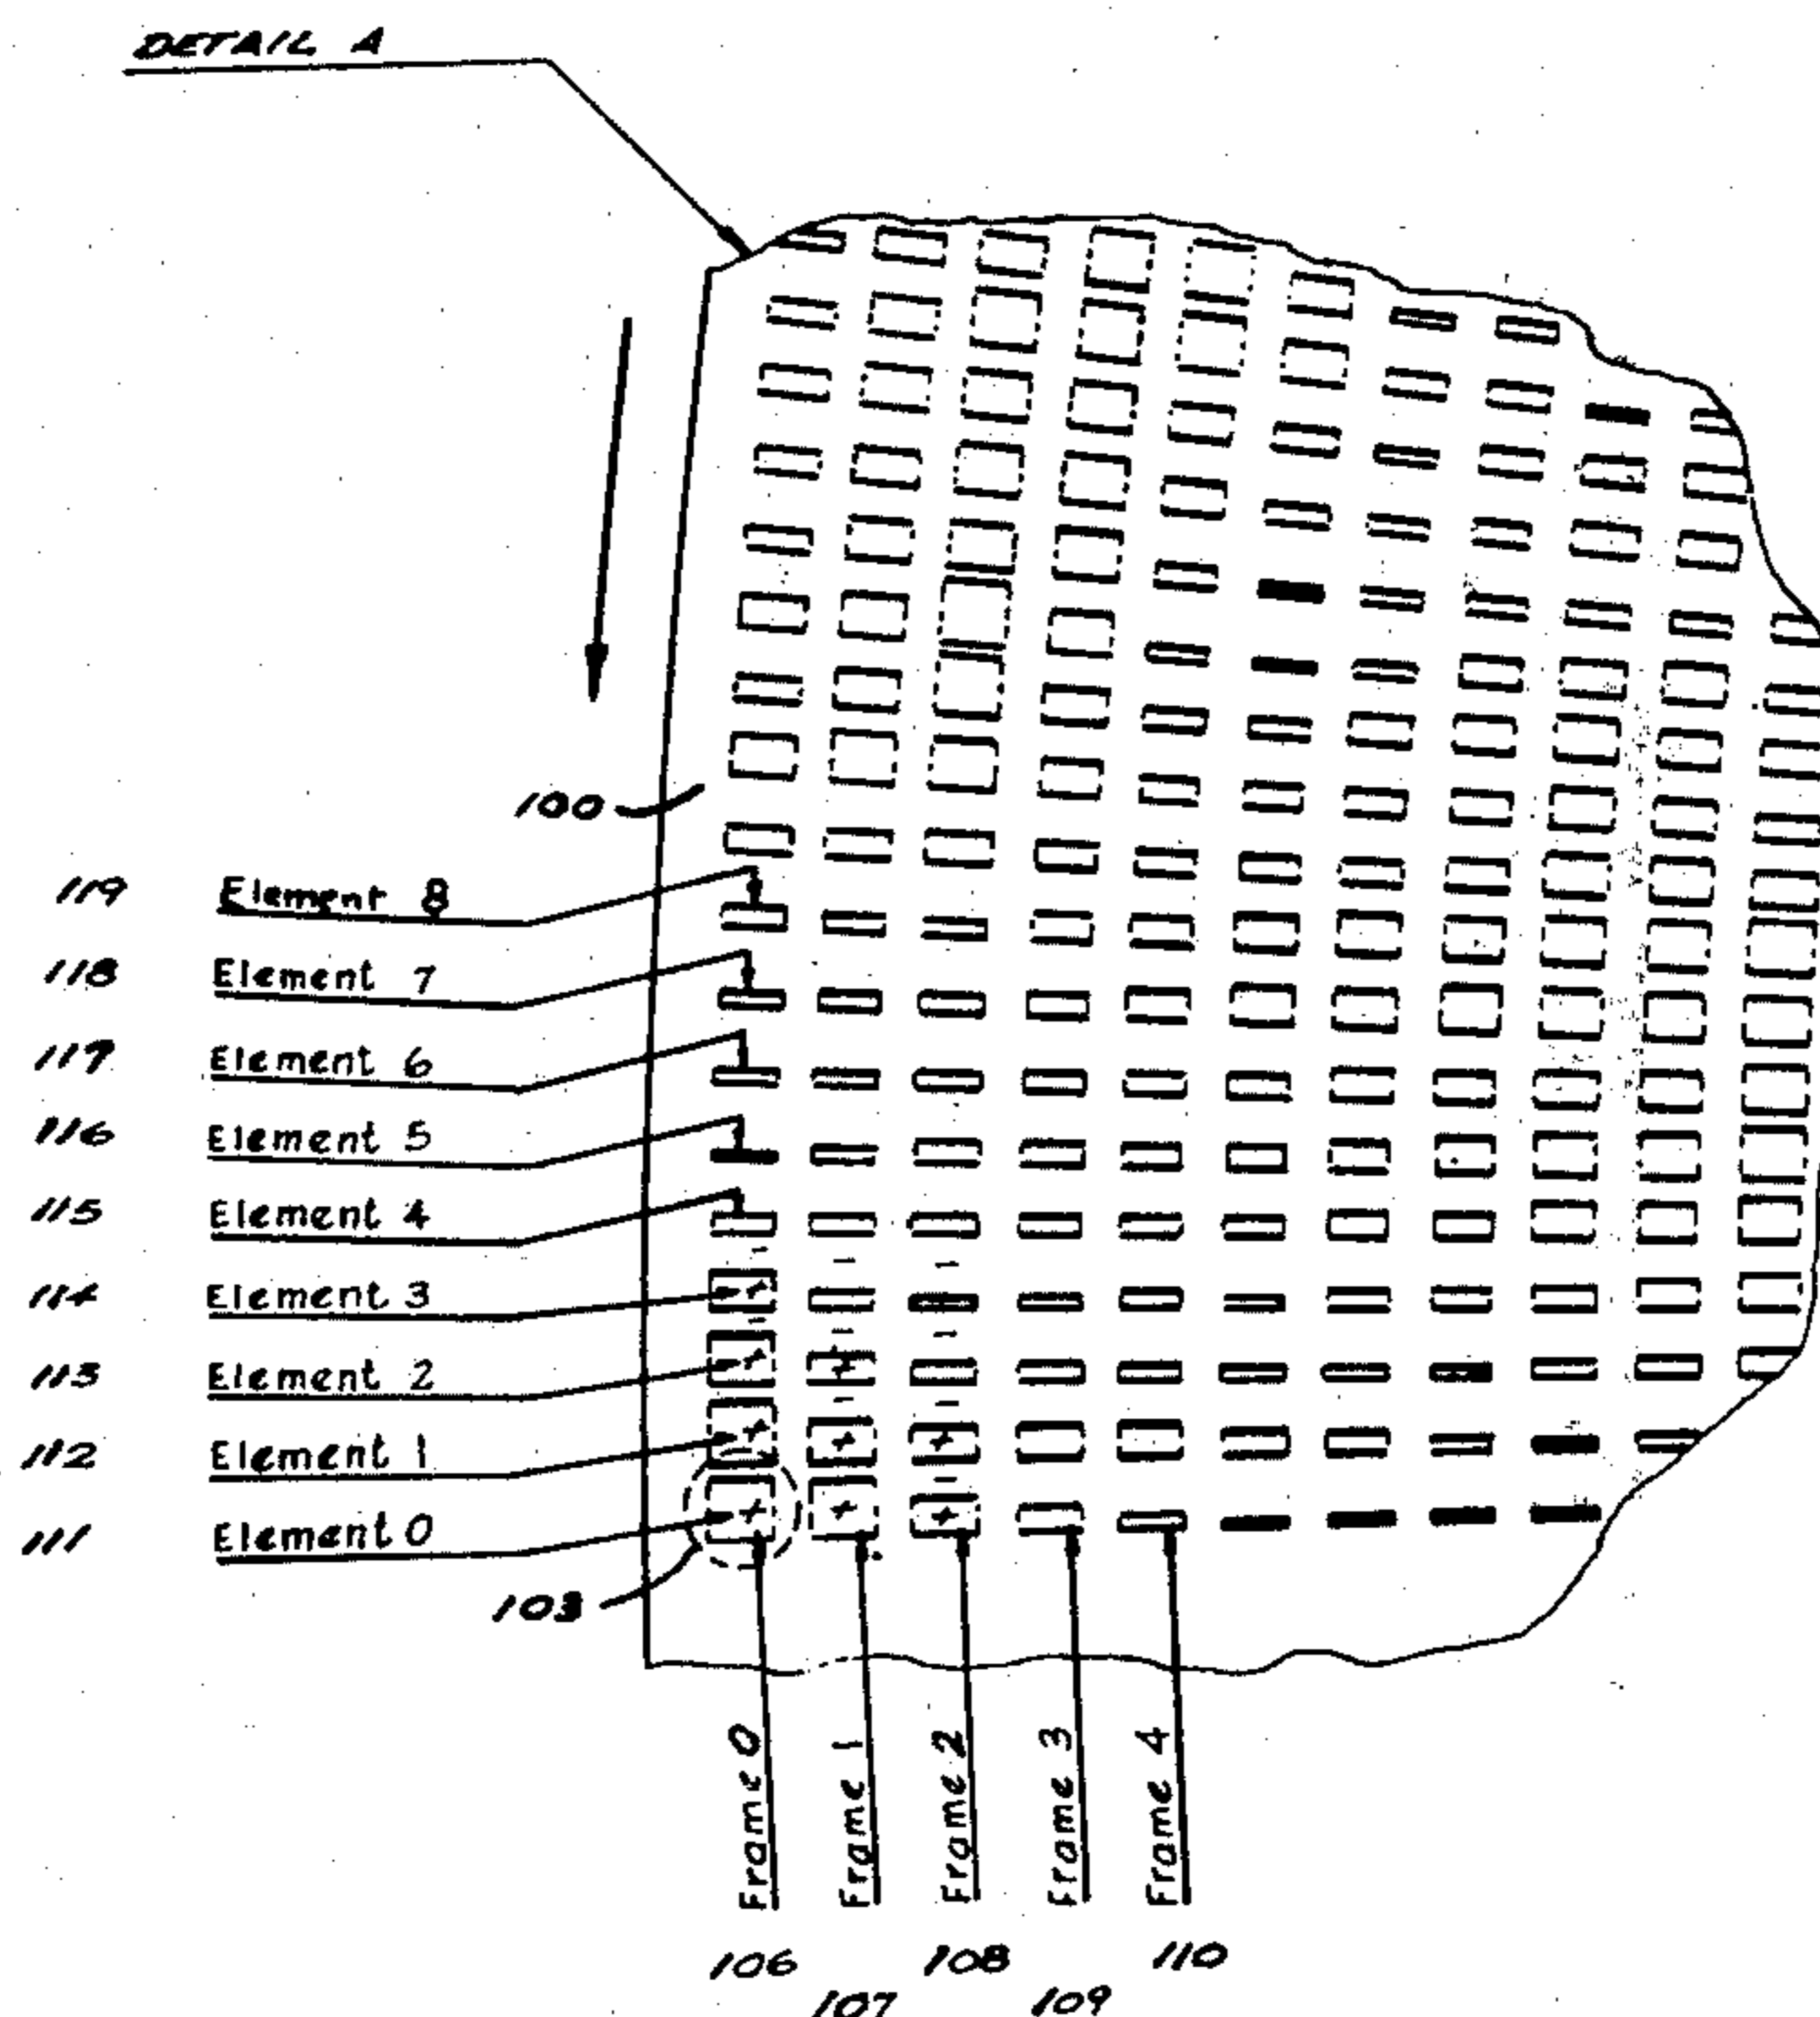 DETAIL A
100
119 Element 8
118 Element 7
117 Element 6
116 Element 5
115 Element 4
114 Element 3
113 Element 2
112 Element 1
111 Element 0
103
Frame 0
Frame 1
Frame 2
Frame 3
Frame 4
106
107
108
109
110